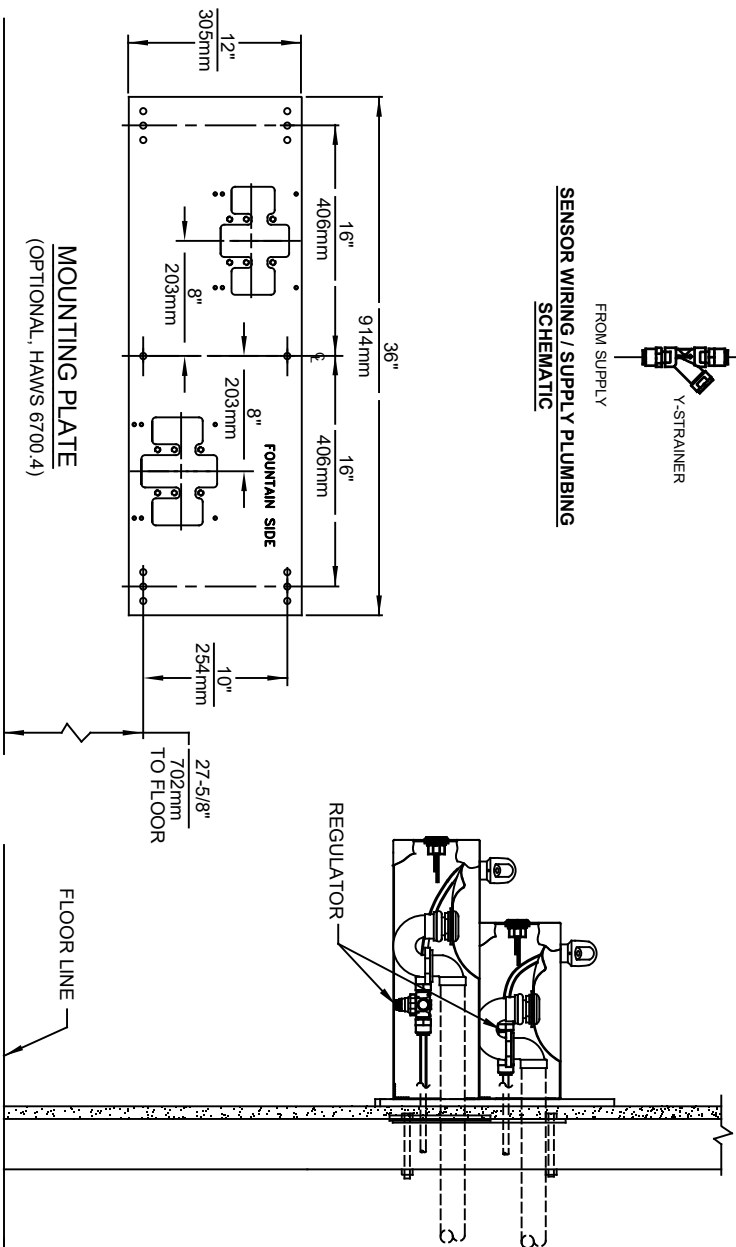 FROM SUPPLY
Y-STRAINER
SENSOR WIRING / SUPPLY PLUMBING
SCHEMATIC
36"
914mm
16"
406mm
16"
406mm
8"
203mm
8"
203mm
12"
305mm
℄
FOUNTAIN SIDE
10"
254mm
27-5/8"
702mm
TO FLOOR
MOUNTING PLATE
(OPTIONAL, HAWS 6700.4)
REGULATOR
FLOOR LINE